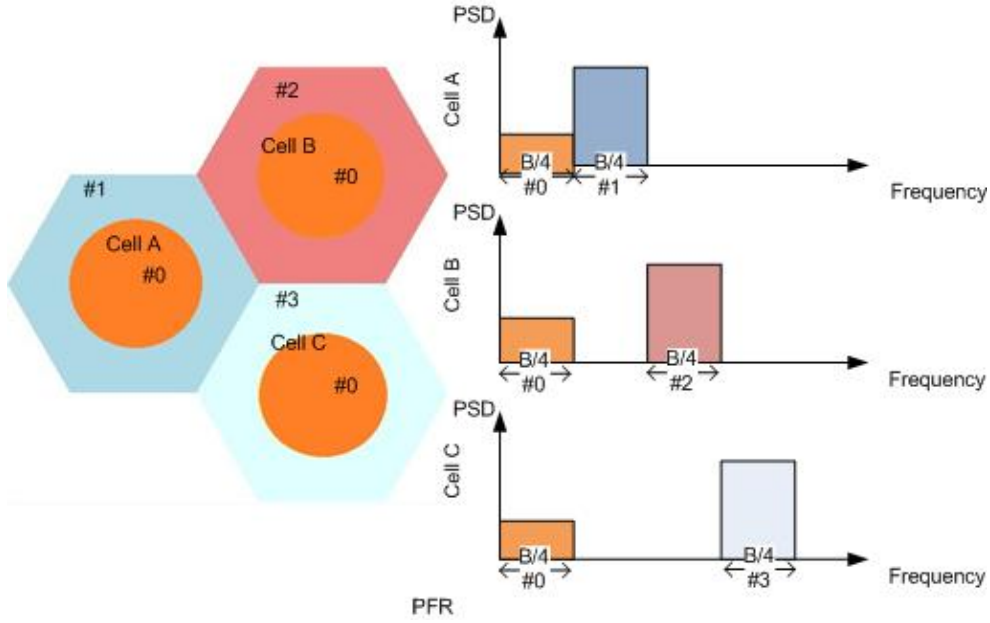 #2
Cell B
#0
#1
Cell A
#0
#3
Cell C
#0
PSD
Cell A
B/4
#0
B/4
#1
Frequency
PSD
Cell B
B/4
#0
B/4
#2
Frequency
PSD
Cell C
B/4
#0
B/4
#3
Frequency
PFR